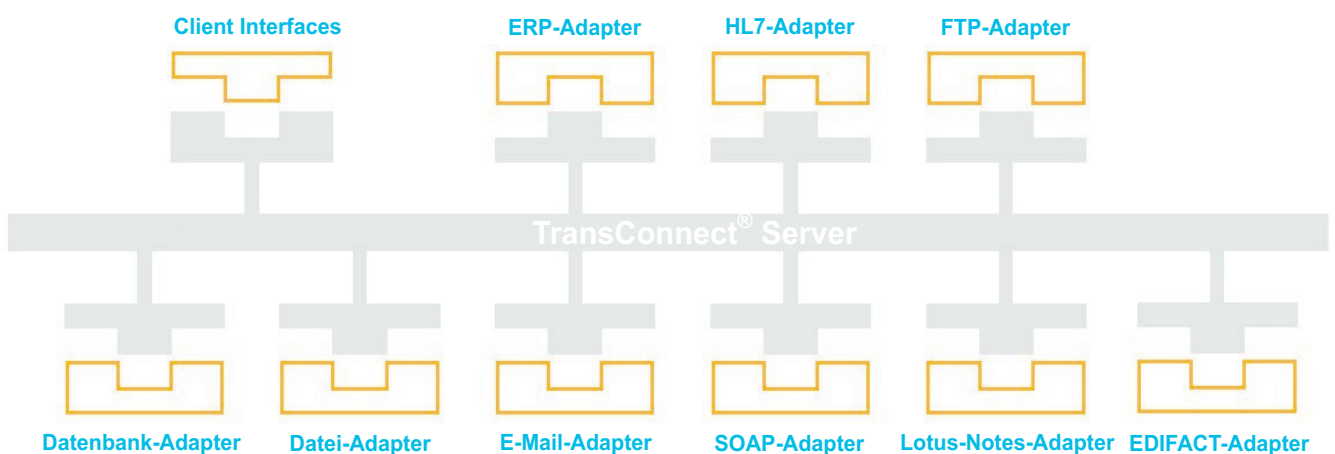 Client Interfaces
ERP-Adapter
HL7-Adapter
FTP-Adapter
TransConnect® Server
Datenbank-Adapter
Datei-Adapter
E-Mail-Adapter
SOAP-Adapter
Lotus-Notes-Adapter
EDIFACT-Adapter